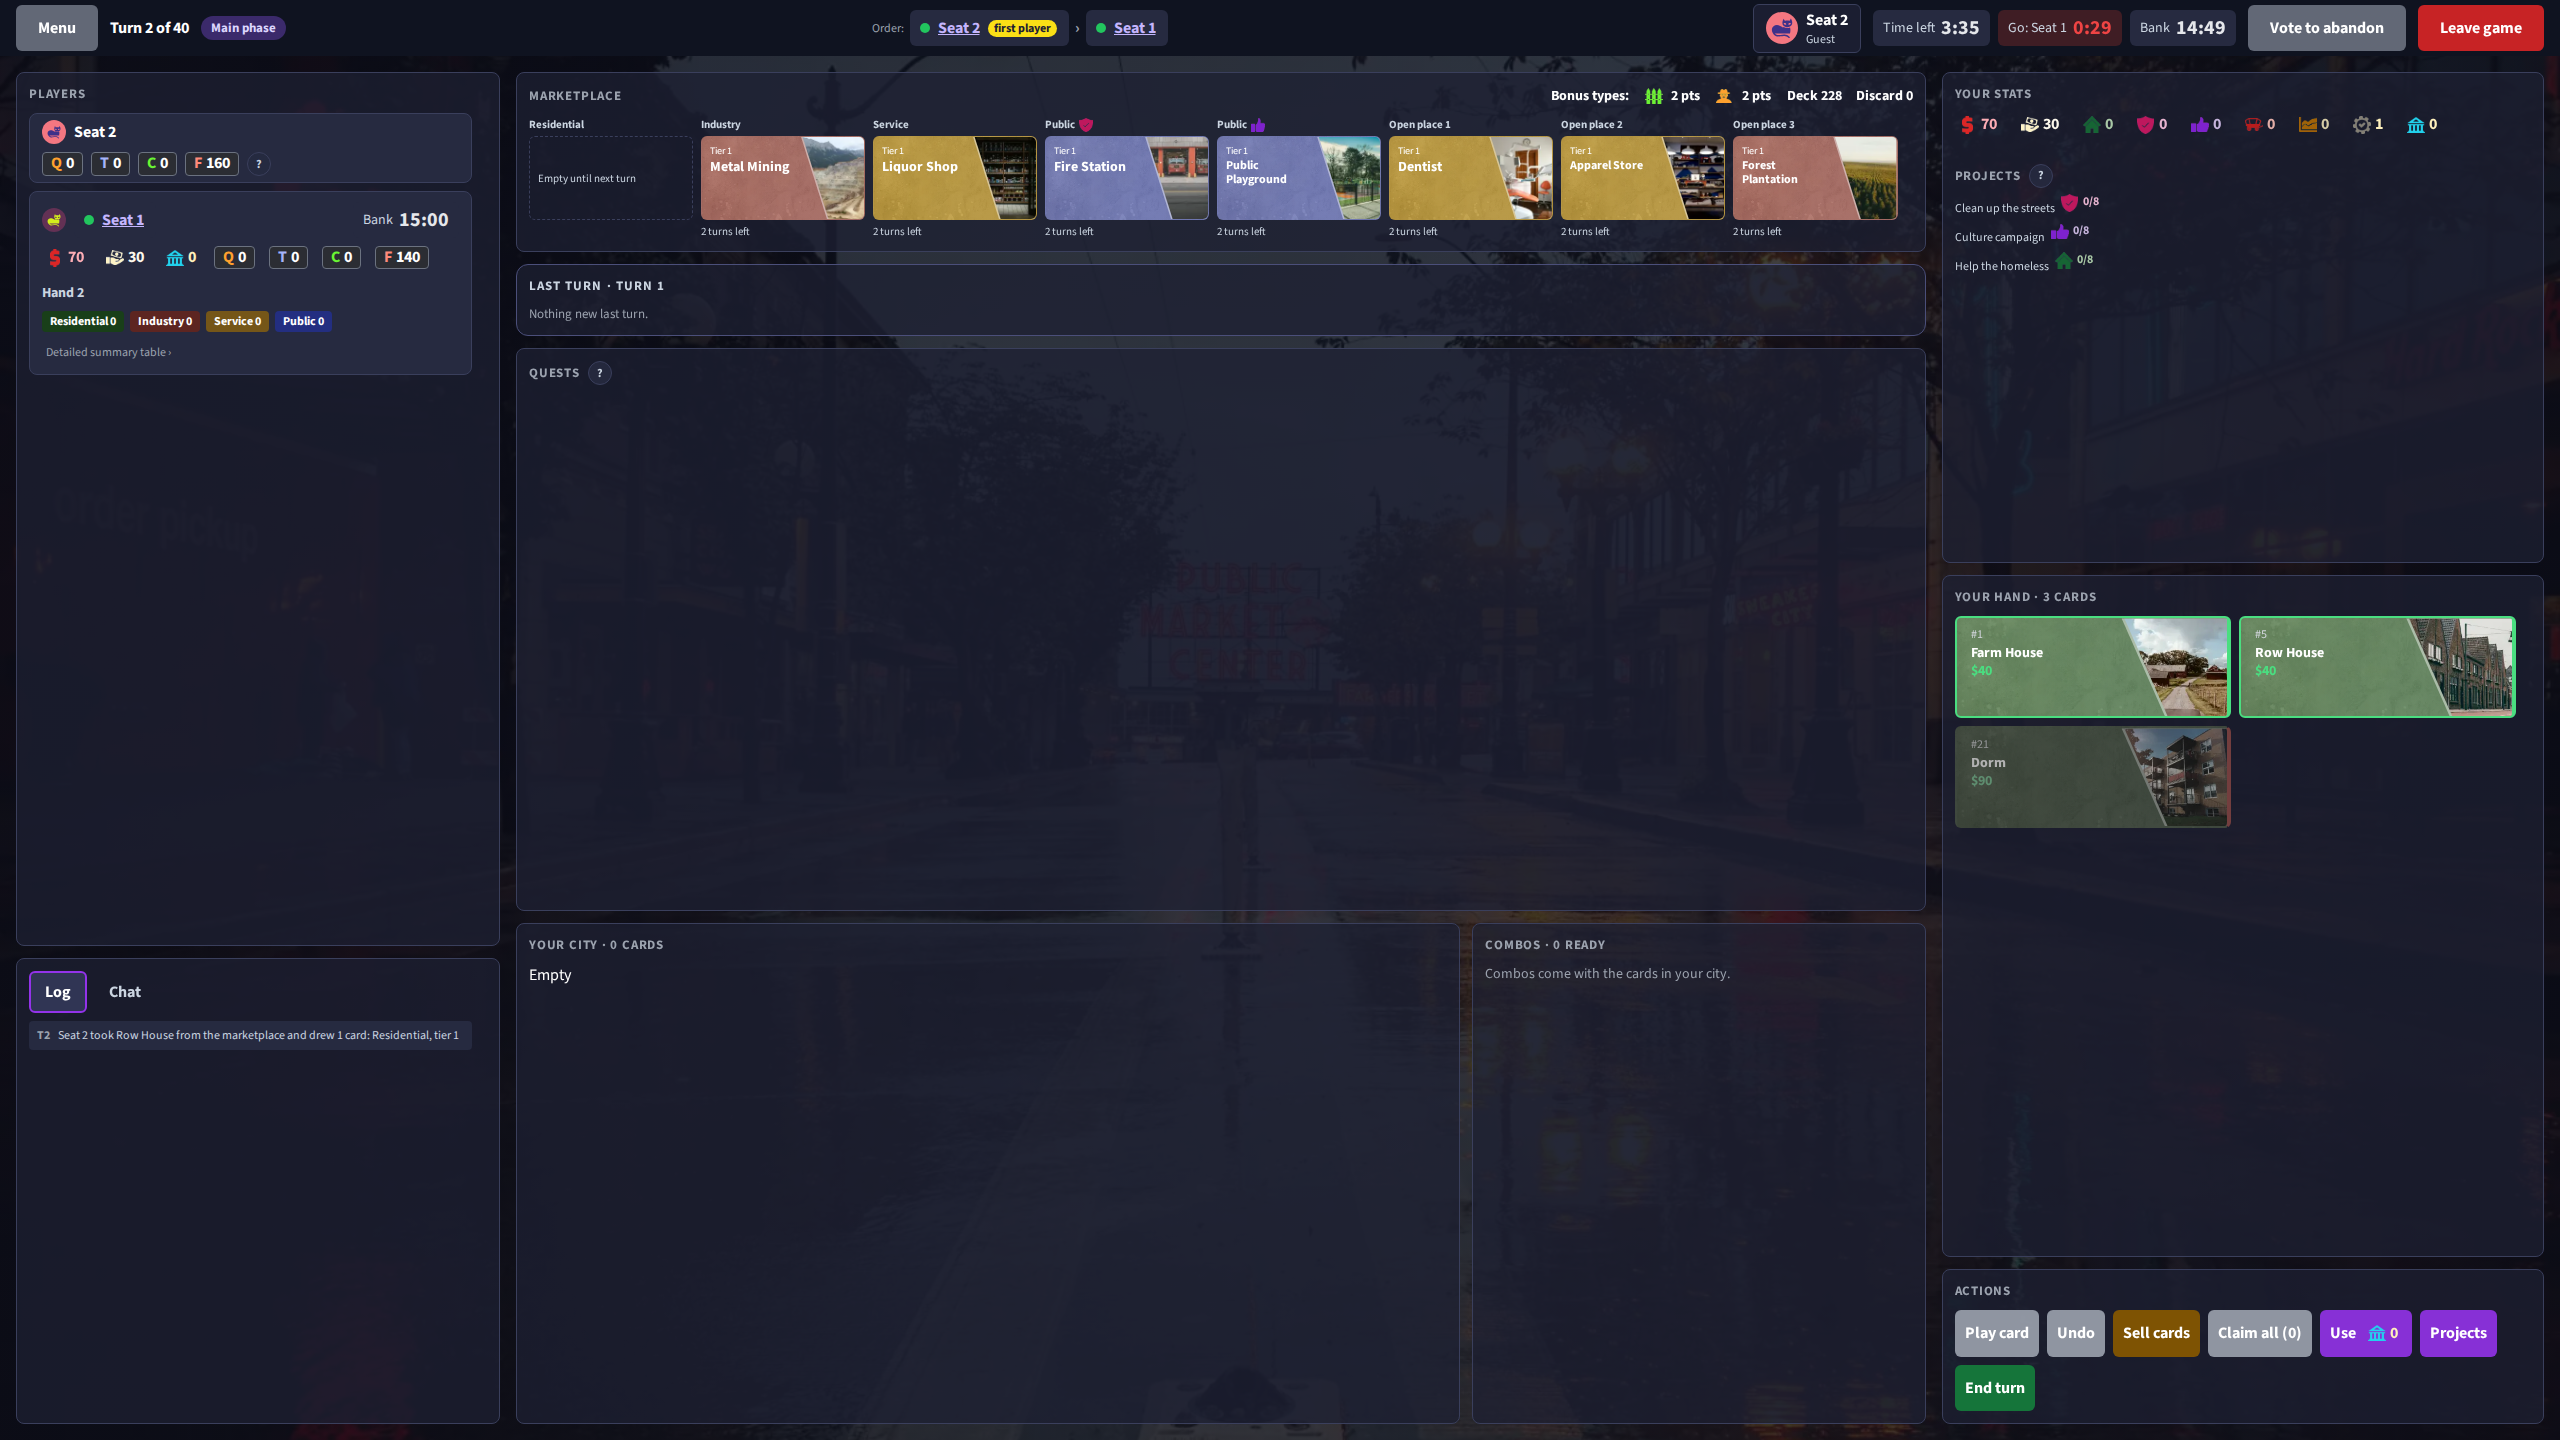 Menu
Turn 2 of 40
Main phase
Order:
Seat 2
first player
›
Seat 1
Seat 2
Guest
Time left 3:35
Go: Seat 1 0:29
Bank 14:49
Vote to abandon
Leave game
PLAYERS
Seat 2
Q 0
T 0
C 0
F 160
?
Seat 1
Bank 15:00
70
30
0
Q 0
T 0
C 0
F 140
Hand 2
Residential 0
Industry 0
Service 0
Public 0
Detailed summary table ›
Log
Chat
T2 Seat 2 took Row House from the marketplace and drew 1 card: Residential, tier 1
MARKETPLACE
Bonus types:
2 pts
2 pts
Deck 228
Discard 0
Residential
Empty until next turn
Industry
Tier 1
Metal Mining
2 turns left
Service
Tier 1
Liquor Shop
2 turns left
Public
Tier 1
Fire Station
2 turns left
Public
Tier 1
Public
Playground
2 turns left
Open place 1
Tier 1
Dentist
2 turns left
Open place 2
Tier 1
Apparel Store
2 turns left
Open place 3
Tier 1
Forest
Plantation
2 turns left
LAST TURN · TURN 1
Nothing new last turn.
QUESTS
?
PUBLIC
MARKET
CENTER
order pickup
YOUR CITY · 0 CARDS
Empty
COMBOS · 0 READY
Combos come with the cards in your city.
YOUR STATS
70
30
0
0
0
0
0
1
0
PROJECTS
?
Clean up the streets 0/8
Culture campaign 0/8
Help the homeless 0/8
YOUR HAND · 3 CARDS
#1
Farm House
$40
#5
Row House
$40
#21
Dorm
$90
ACTIONS
Play card
Undo
Sell cards
Claim all (0)
Use 0
Projects
End turn